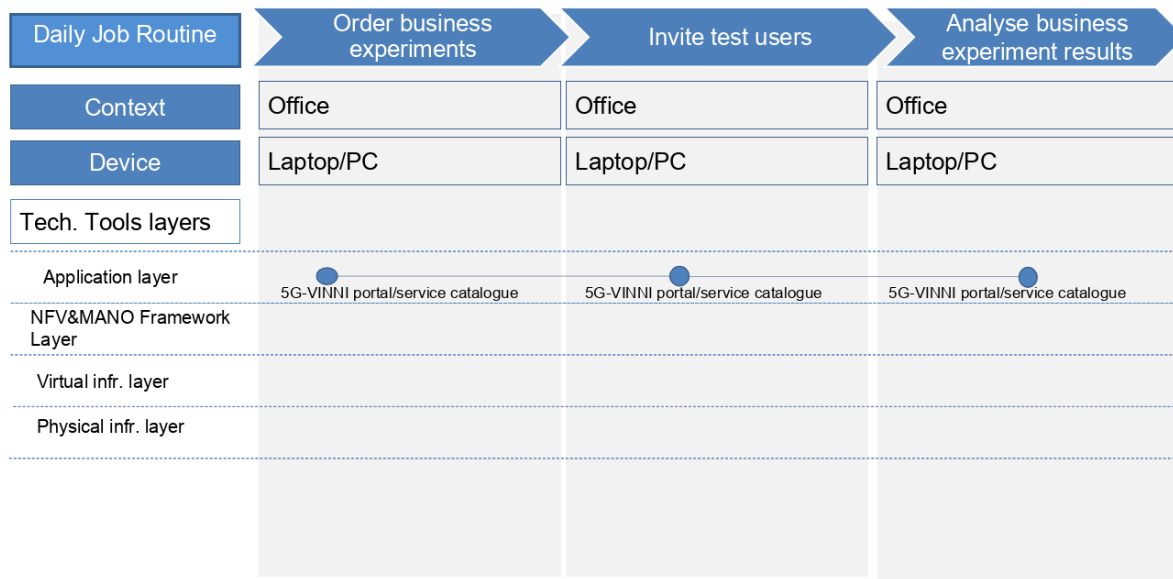 Daily Job Routine
Order business
experiments
Invite test users
Analyse business
experiment results
Context
Office
Office
Office
Device
Laptop/PC
Laptop/PC
Laptop/PC
Tech. Tools layers
Application layer
5G-VINNI portal/service catalogue
5G-VINNI portal/service catalogue
5G-VINNI portal/service catalogue
NFV&MANO Framework
Layer
Virtual infr. layer
Physical infr. layer